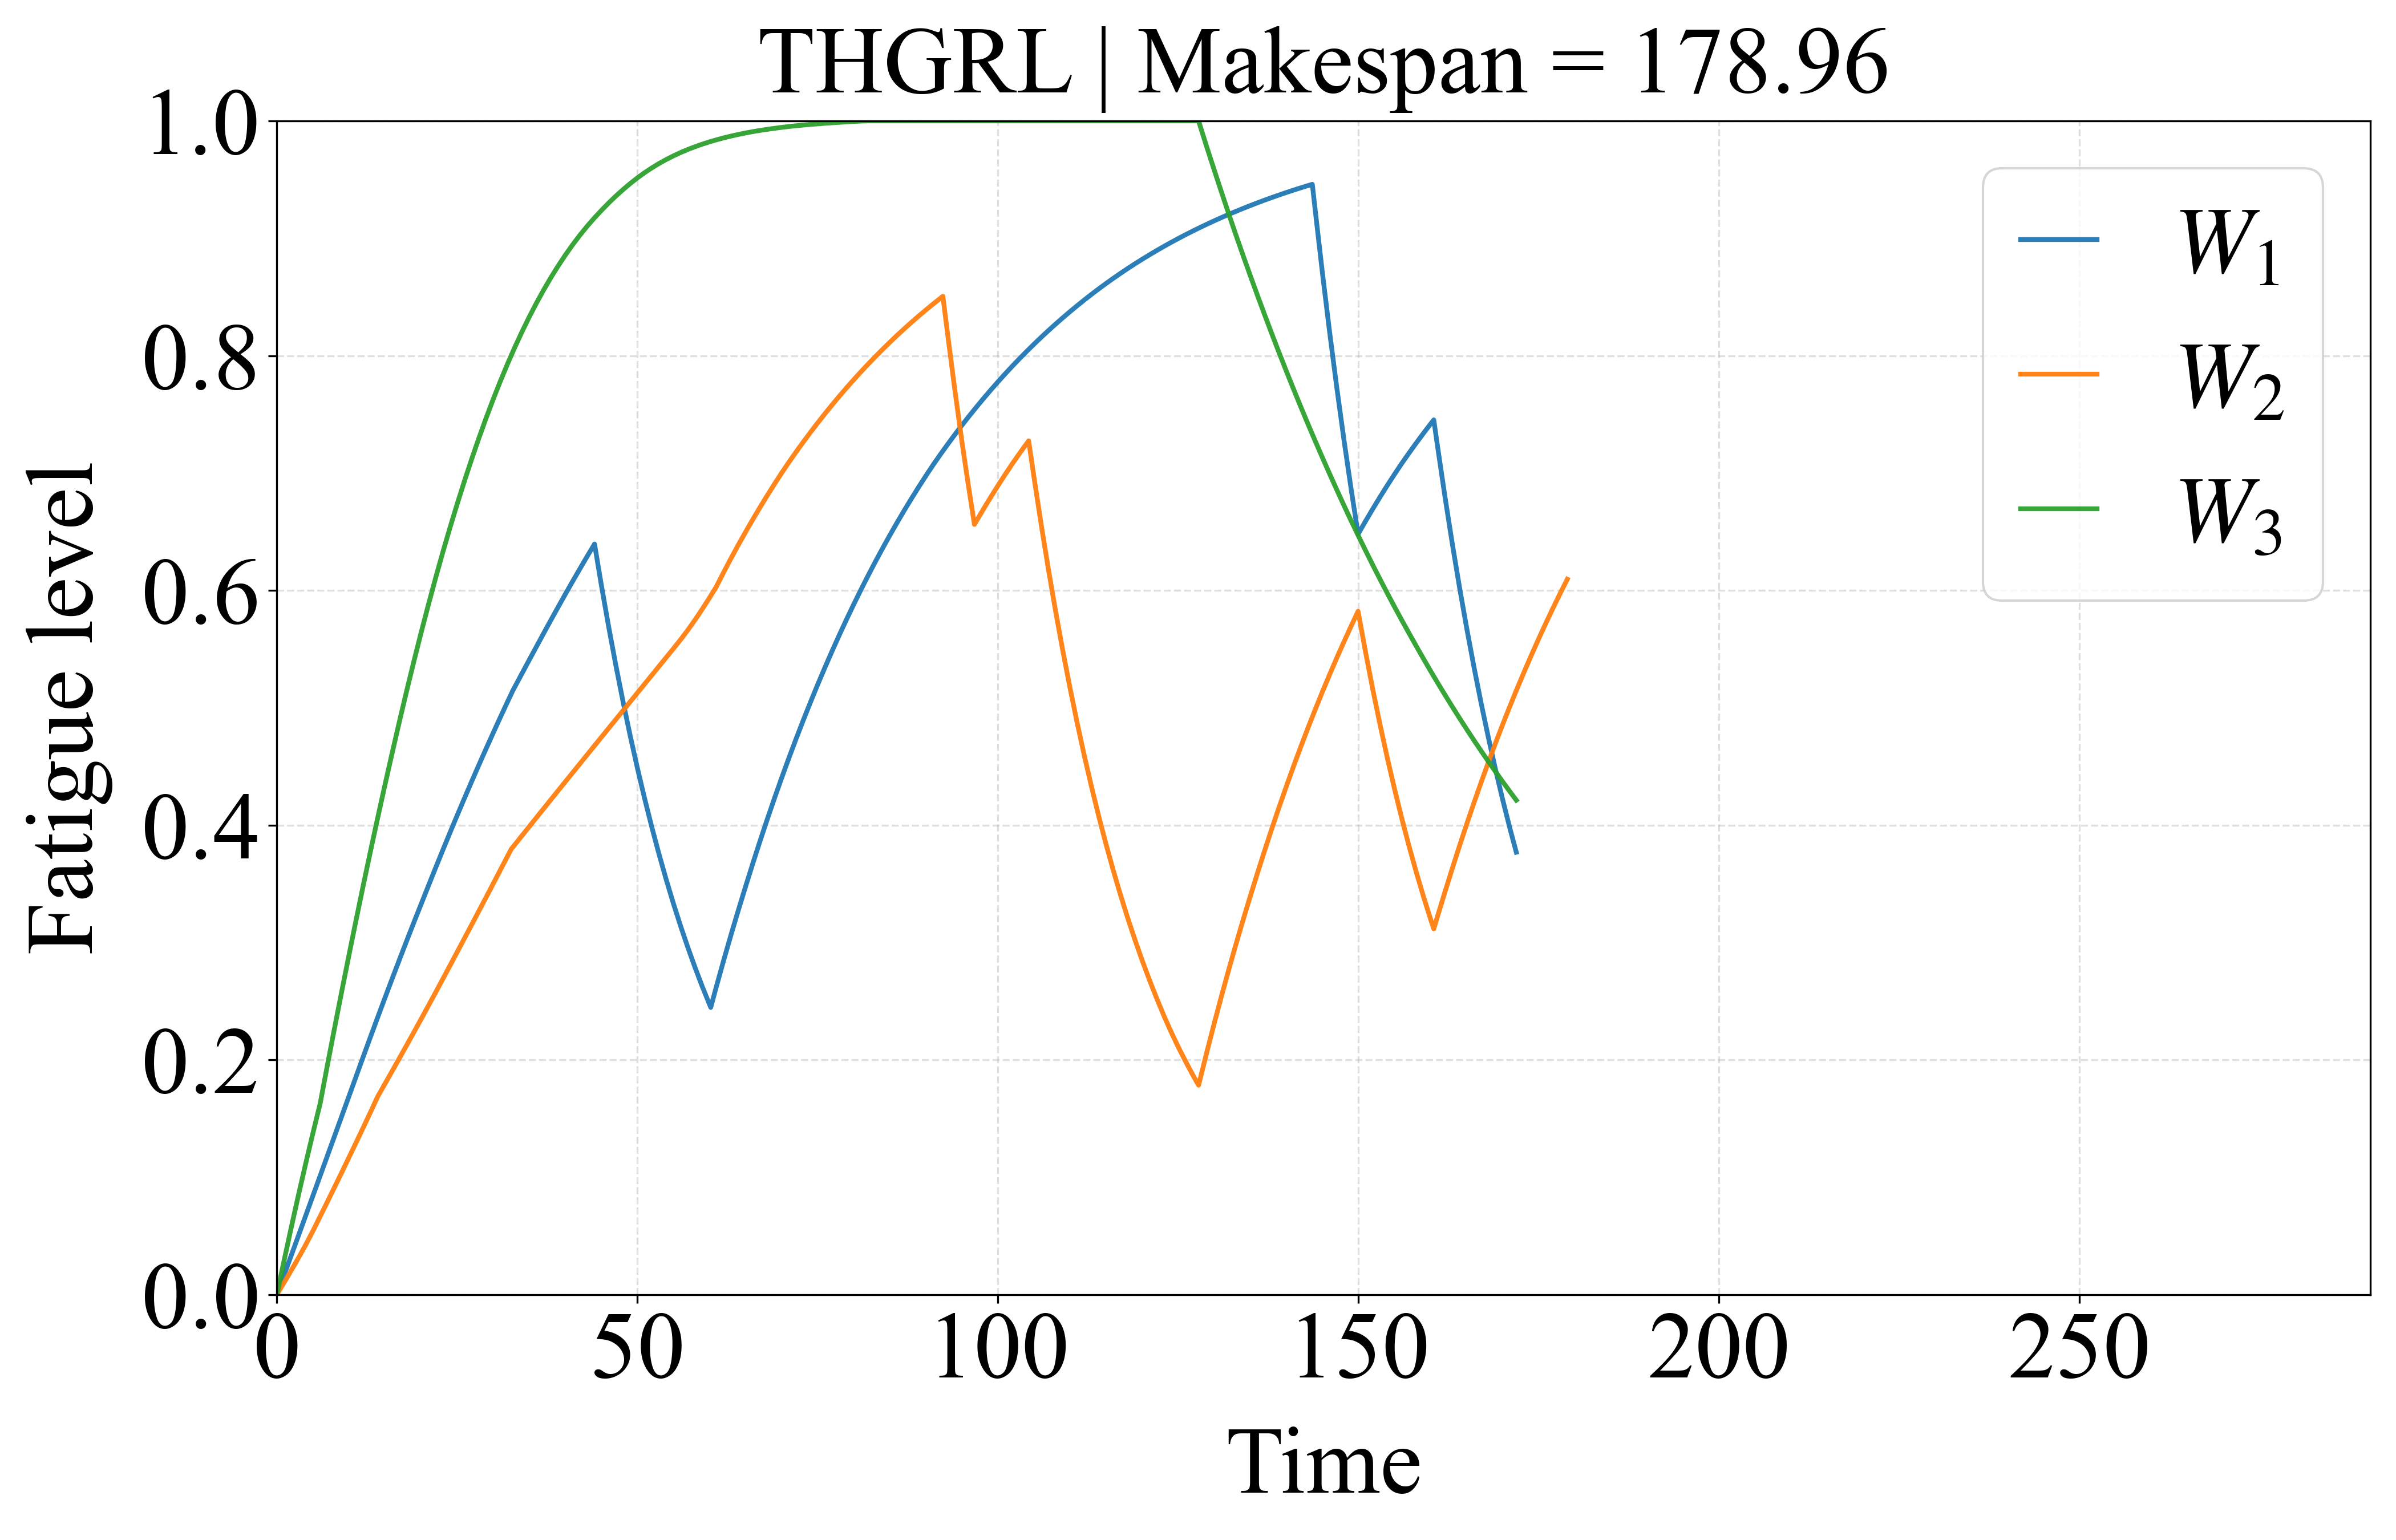 THGRL | Makespan = 178.96
1.0
0.8
0.6
0.4
0.2
0.0
Fatigue level
0 50 100 150 200 250
Time
W1
W2
W3